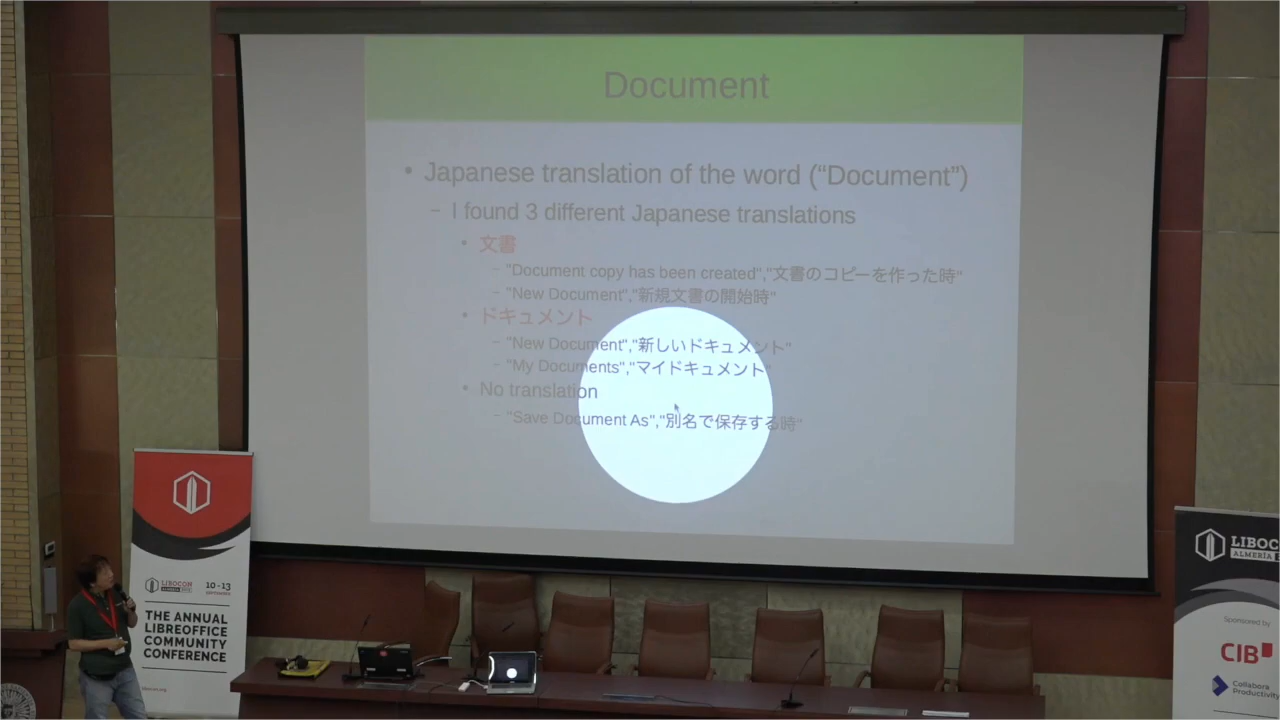 Document
• Japanese translation of the word (“Document”)
– I found 3 different Japanese translations
• 文書
– "Document copy has been created","文書のコピーを作った時"
– "New Document","新規文書の開始時"
• ドキュメント
– "New Document","新しいドキュメント"
– "My Documents","マイドキュメント"
• No translation
– "Save Document As","別名で保存する時"
LIBOCON
ALMERÍA
10-13
THE ANNUAL
LIBREOFFICE
COMMUNITY
CONFERENCE
LIBOC
ALMERÍA
Sponsored by
CIB
Collabora
Productivity